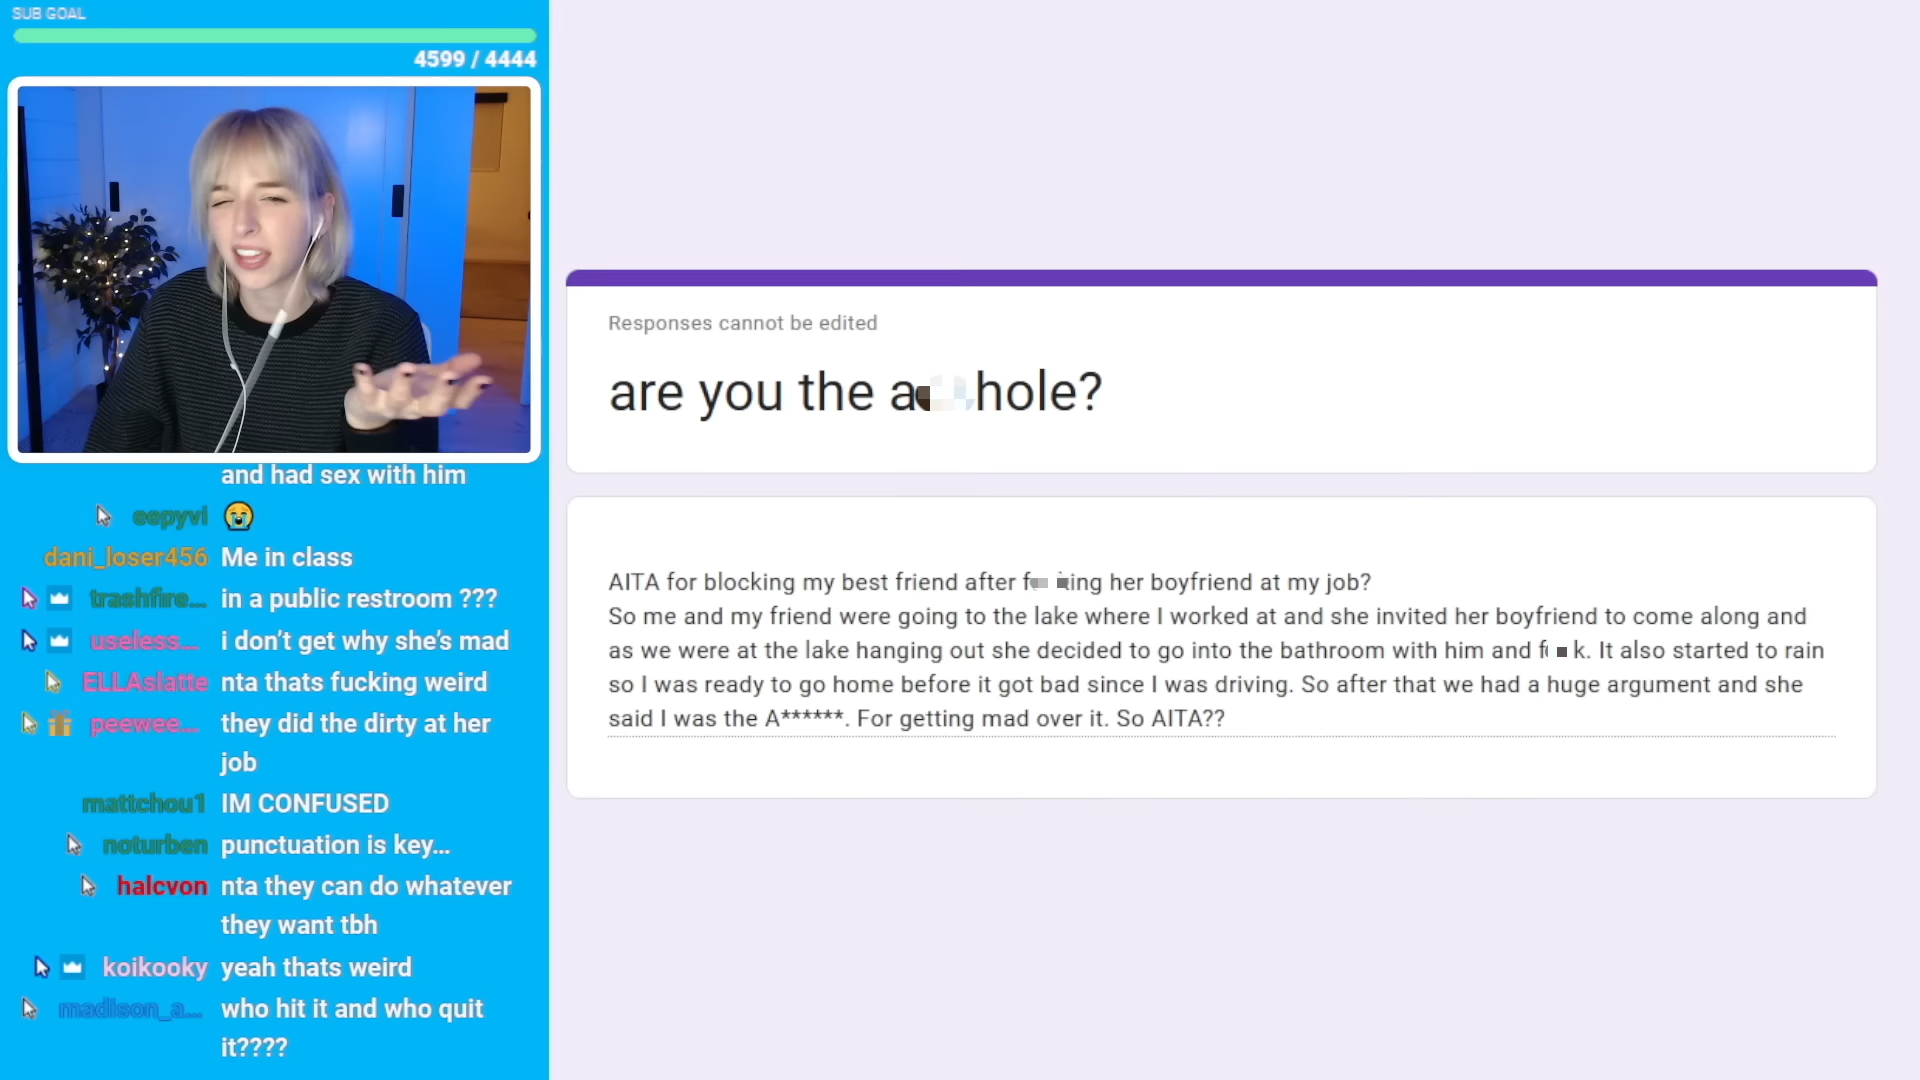 SUB GOAL
4599 / 4444
and had sex with him
eepyvl 😭
dani_loser456 Me in class
trashfire... in a public restroom ???
useless... i don’t get why she’s mad
ELLAslatte nta thats fucking weird
peewee... they did the dirty at her
job
mattchou1 IM CONFUSED
noturben punctuation is key...
halcvon nta they can do whatever
they want tbh
koikooky yeah thats weird
madison_a... who hit it and who quit
it????
Responses cannot be edited
are you the a hole?
AITA for blocking my best friend after f king her boyfriend at my job?
So me and my friend were going to the lake where I worked at and she invited her boyfriend to come along and
as we were at the lake hanging out she decided to go into the bathroom with him and f k. It also started to rain
so I was ready to go home before it got bad since I was driving. So after that we had a huge argument and she
said I was the A******. For getting mad over it. So AITA??